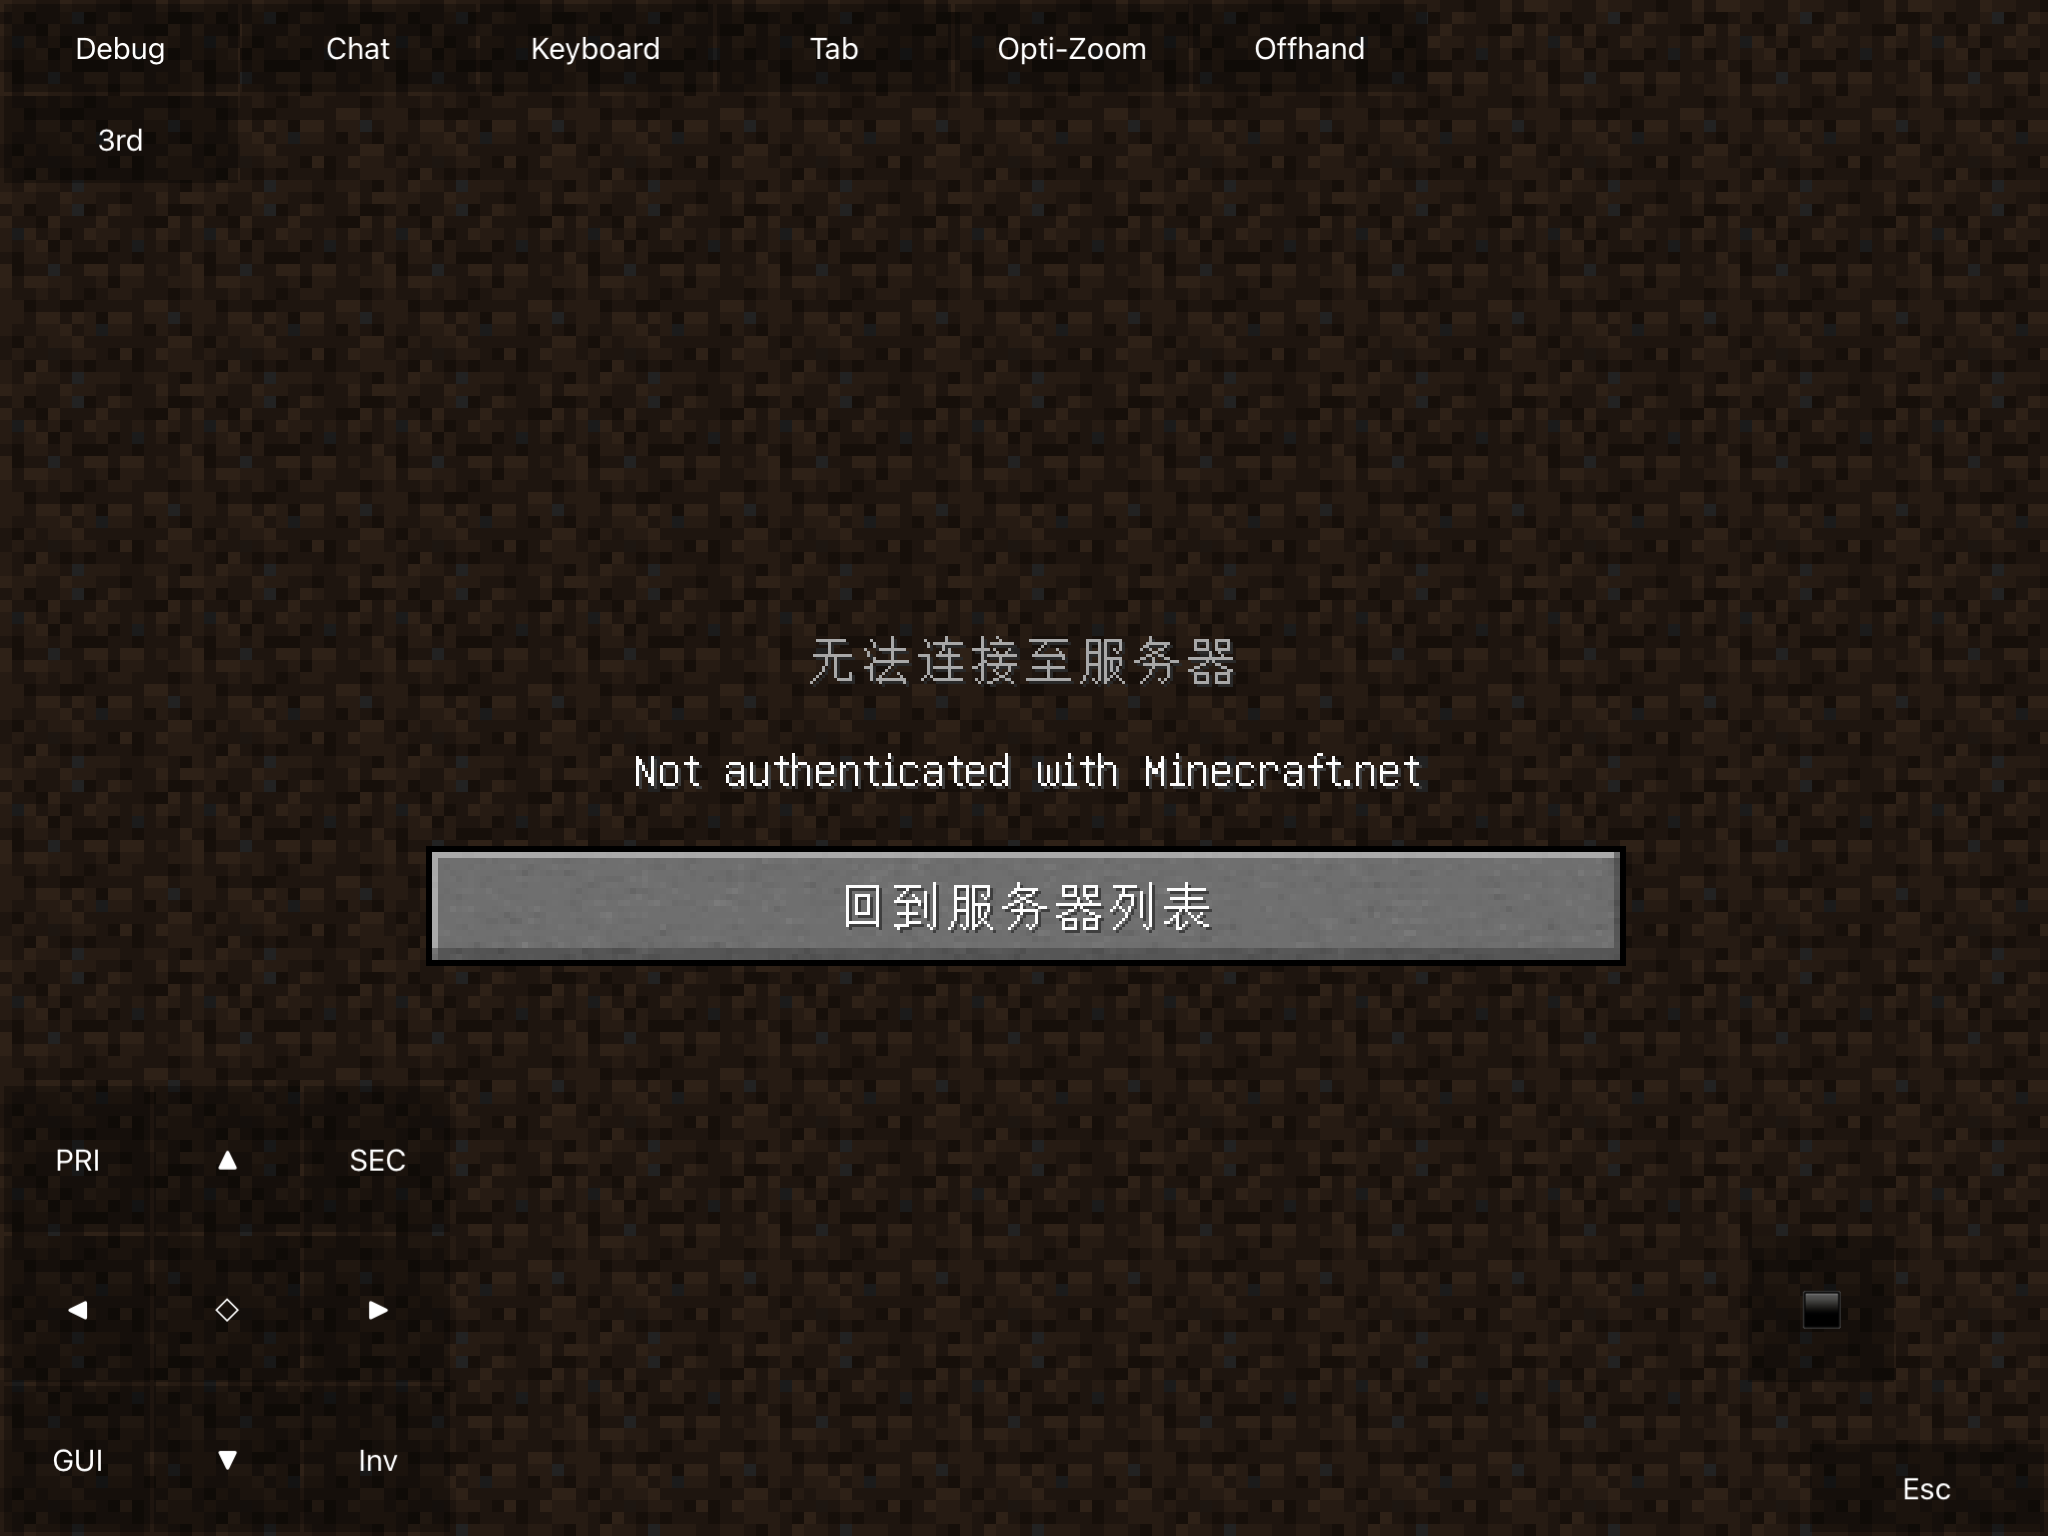 Debug Chat Keyboard Tab Opti-Zoom Offhand
3rd
无法连接至服务器
Not authenticated with Minecraft.net
回到服务器列表
PRI ▲ SEC
◀ ◇ ▶
GUI ▼ Inv
Esc